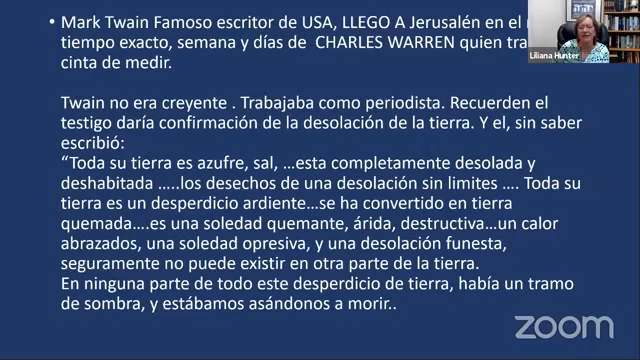 • Mark Twain Famoso escritor de USA, LLEGO A Jerusalén en el
tiempo exacto, semana y días de  CHARLES WARREN quien
cinta de medir.
Twain no era creyente . Trabajaba como periodista. Recuerden el
testigo daría confirmación de la desolación de la tierra. Y el, sin saber
escribió:
“Toda su tierra es azufre, sal, …esta completamente desolada y
deshabitada …..los desechos de una desolación sin limites …. Toda su
tierra es un desperdicio ardiente…se ha convertido en tierra
quemada….es una soledad quemante, árida, destructiva…un calor
abrazados, una soledad opresiva, y una desolación funesta,
seguramente no puede existir en otra parte de la tierra.
En ninguna parte de todo este desperdicio de tierra, había un tramo
de sombra, y estábamos asándonos a morir..
Liliana Hunter
zoom